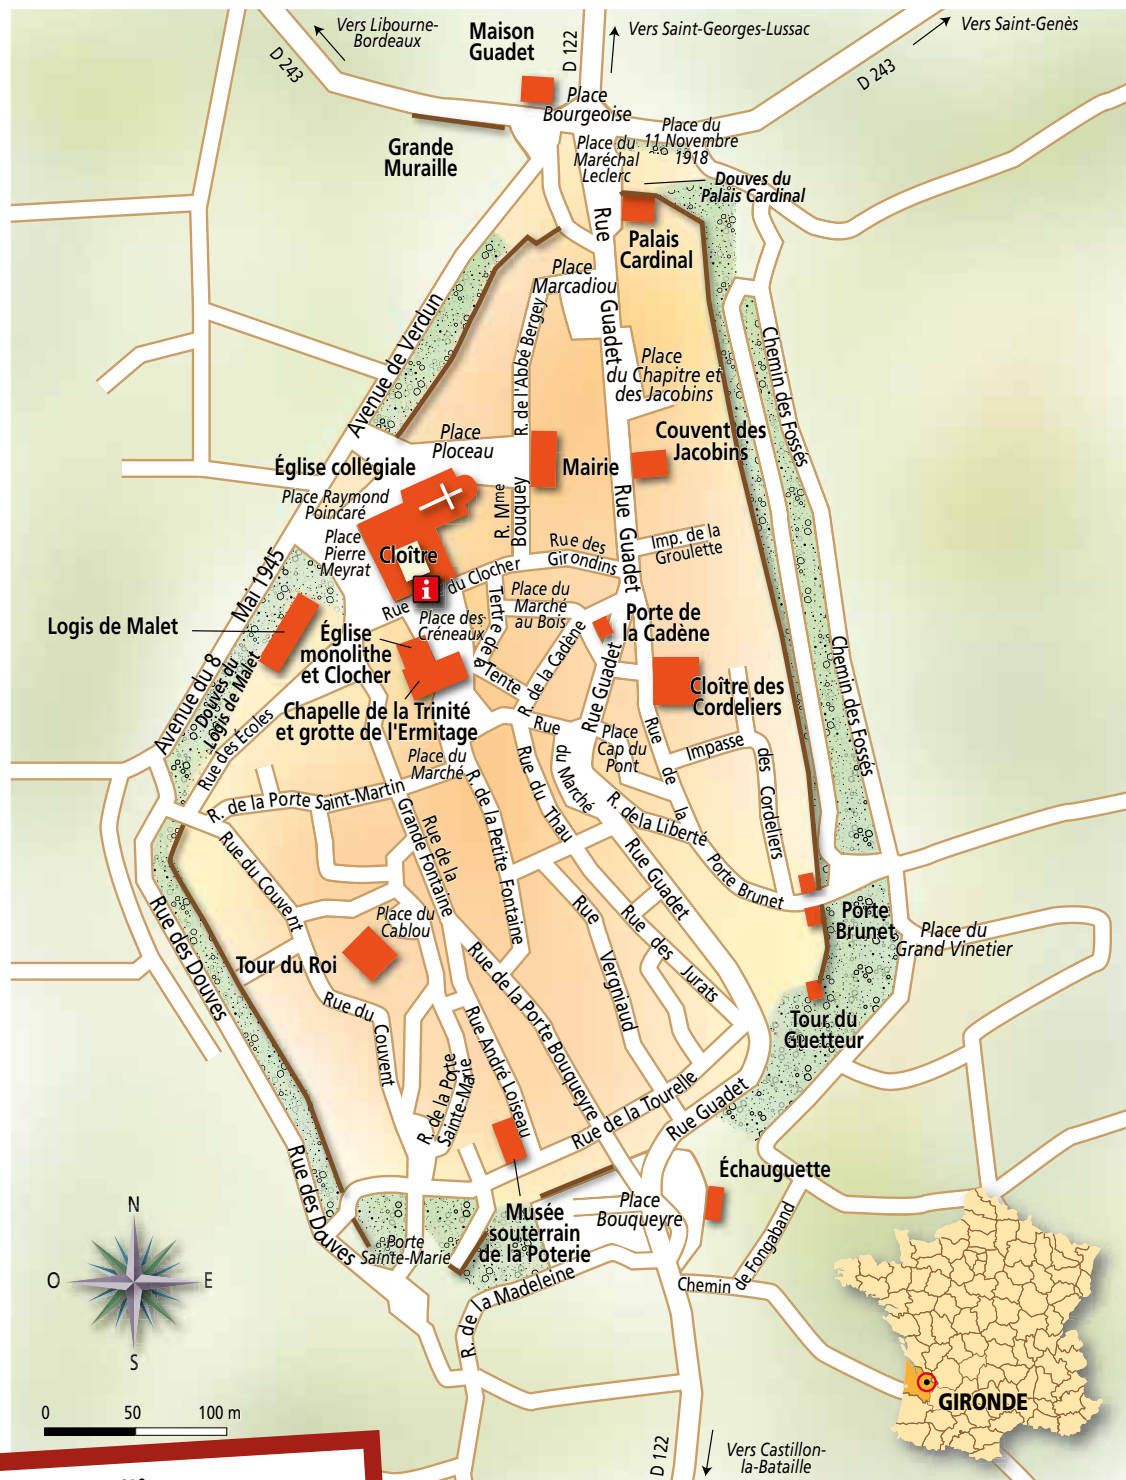 Vers Libourne-
Bordeaux
D 243
Maison
Guadet
D 122
Vers Saint-Georges-Lussac
Vers Saint-Genès
D 243
Place
Bourgeoise
Grande
Muraille
Place du
11 Novembre
1918
Place du
Maréchal
Leclerc
Douves du
Palais Cardinal
Rue
Guadet
Palais
Cardinal
Place
Marcadiou
Avenue de Verdun
R. de l'Abbé Bergey
Place
du Chapitre et
des Jacobins
Chemin des Fossés
Place
Ploceau
Couvent des
Jacobins
Mairie
Église collégiale
Place Raymond
Poincaré
R. Mme
Bouquey
Rue Guadet
Place
Pierre
Meyrat
Cloître
i
Rue des
Girondins
Imp. de la
Groulette
Rue du Clocher
Avenue du 8 Mai 1945
Place du
Marché
au Bois
Tertre de la Tente
Place des
Créneaux
Porte de
la Cadène
Logis de Malet
Église
monolithe
et Clocher
R. de la Cadène
Rue Guadet
Chemin des Fossés
Douves du
Logis de Malet
Cloître des
Cordeliers
Chapelle de la Trinité
et grotte de l'Ermitage
Rue des Écoles
Place du
Marché
Rue du Marché
Place
Cap du
Pont
Rue de la Porte Brunet
Impasse des Cordeliers
R. de la Porte Saint-Martin
Rue du Thau
R. de la Petite Fontaine
Rue de la
Grande Fontaine
R. de la Liberté
Rue du Couvent
Rue Guadet
Place du
Cablou
Rue des Jurats
Rue Vergniaud
Porte
Brunet
Place du
Grand Vinetier
Rue des Douves
Tour du Roi
Rue de la Porte Bouqueyre
Rue du Couvent
Tour du
Guetteur
Rue André Loiseau
R. de la Porte
Sainte-Marie
Rue de la Tourelle
Rue Guadet
Rue des Douves
Échauguette
Musée
souterrain
de la Poterie
Place
Bouqueyre
Porte
Sainte-Marie
R. de la Madeleine
Chemin de Fongaband
N
O
E
S
GIRONDE
0 50 100 m
D 122
Vers Castillon-
la-Bataille